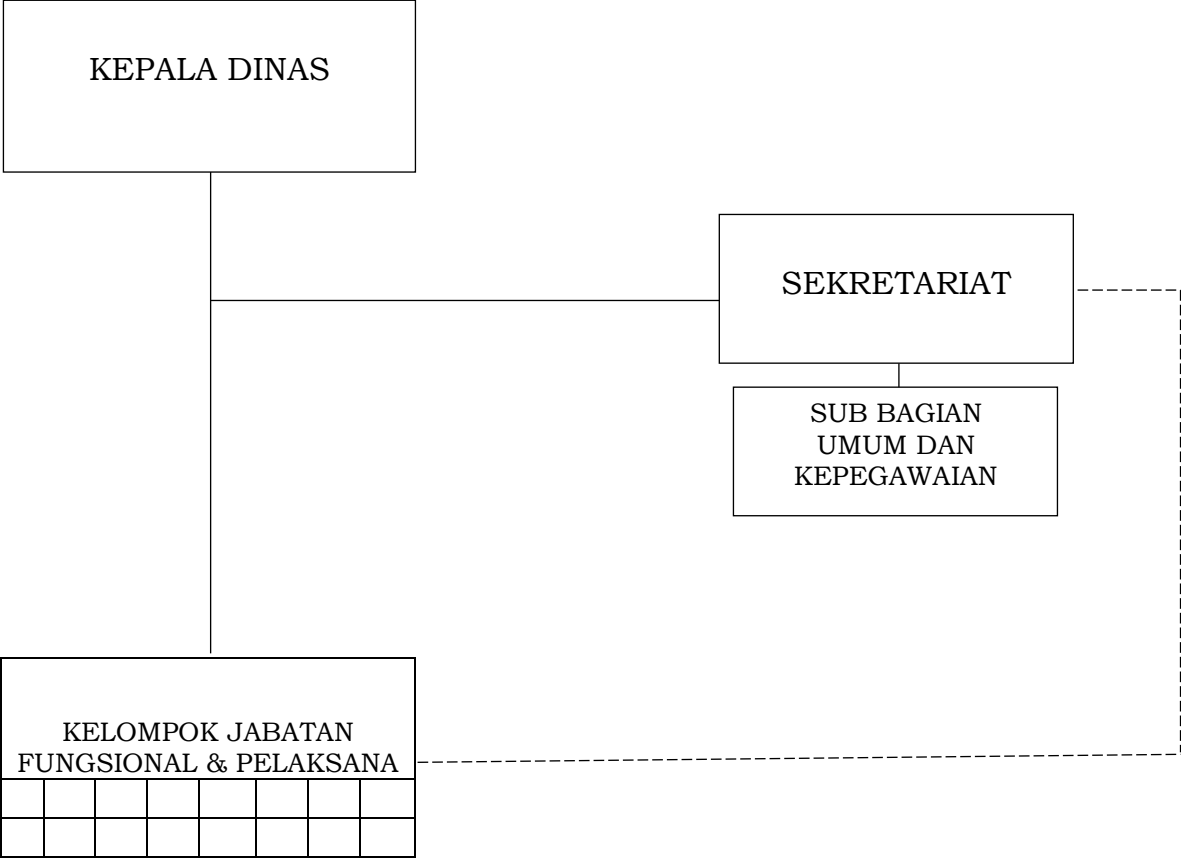 KEPALA DINAS
SEKRETARIAT
SUB BAGIAN
UMUM DAN
KEPEGAWAIAN
KELOMPOK JABATAN
FUNGSIONAL & PELAKSANA